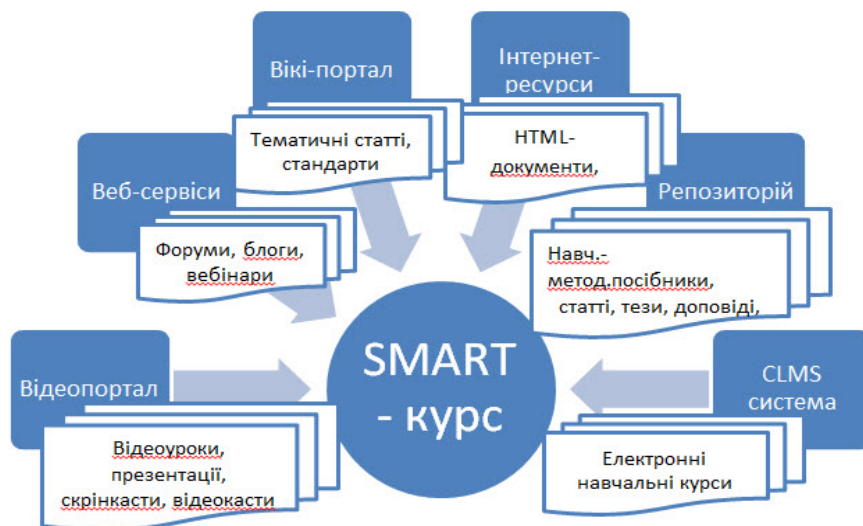 Вікі-портал
Тематичні статті,
стандарти
Інтернет-
ресурси
HTML-
документи,
Веб-сервіси
Форуми, блоги,
вебінари
Репозиторій
Навч.-
метод.посібники,
статті, тези, доповіді,
Відеопортал
Відеоуроки,
презентації,
скрінкасти, відеокасти
SMART
- курс
CLMS
система
Електронні
навчальні курси